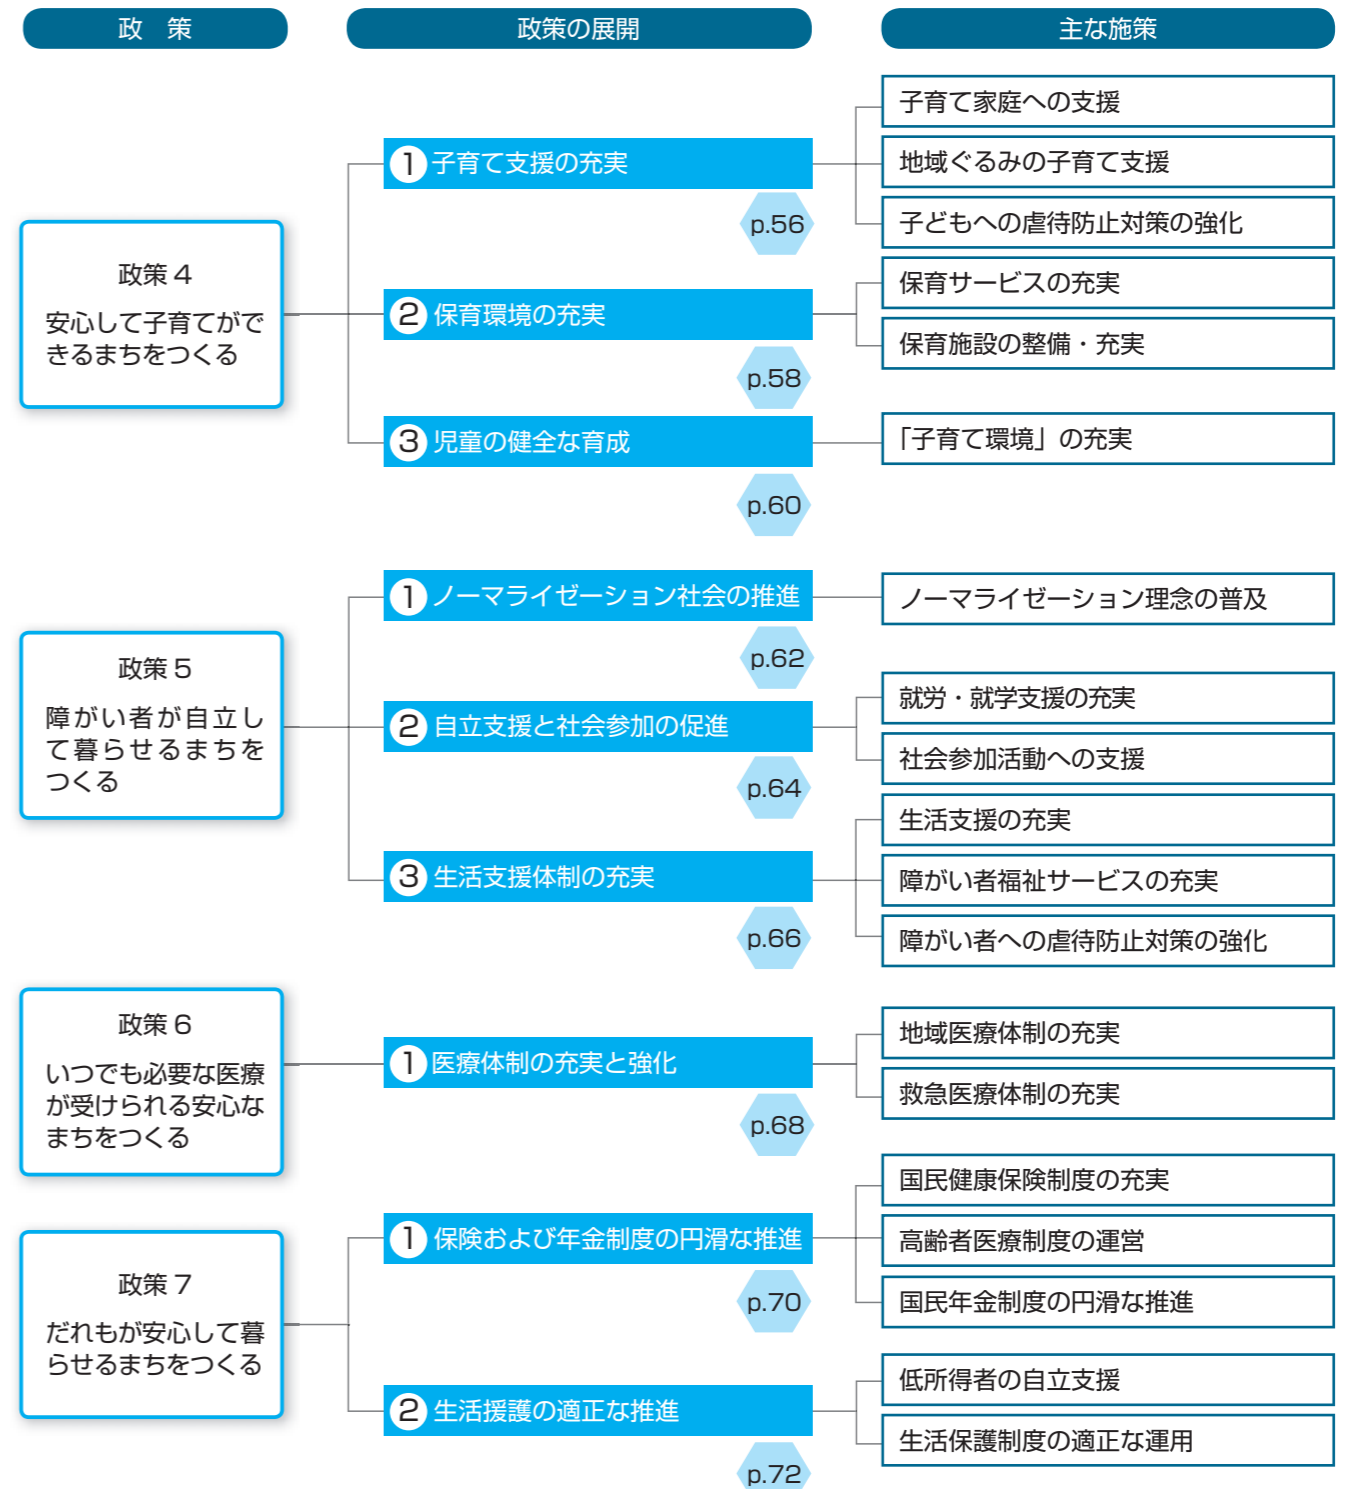 政 策
政策の展開
主な施策
政策 4
安心して子育てがで
きるまちをつくる
1 子育て支援の充実
p.56
子育て家庭への支援
地域ぐるみの子育て支援
子どもへの虐待防止対策の強化
2 保育環境の充実
p.58
保育サービスの充実
保育施設の整備・充実
3 児童の健全な育成
p.60
「子育て環境」の充実
政策 5
障がい者が自立し
て暮らせるまちを
つくる
1 ノーマライゼーション社会の推進
p.62
ノーマライゼーション理念の普及
2 自立支援と社会参加の促進
p.64
就労・就学支援の充実
社会参加活動への支援
3 生活支援体制の充実
p.66
生活支援の充実
障がい者福祉サービスの充実
障がい者への虐待防止対策の強化
政策 6
いつでも必要な医療
が受けられる安心な
まちをつくる
1 医療体制の充実と強化
p.68
地域医療体制の充実
救急医療体制の充実
政策 7
だれもが安心して暮
らせるまちをつくる
1 保険および年金制度の円滑な推進
p.70
国民健康保険制度の充実
高齢者医療制度の運営
国民年金制度の円滑な推進
2 生活援護の適正な推進
p.72
低所得者の自立支援
生活保護制度の適正な運用